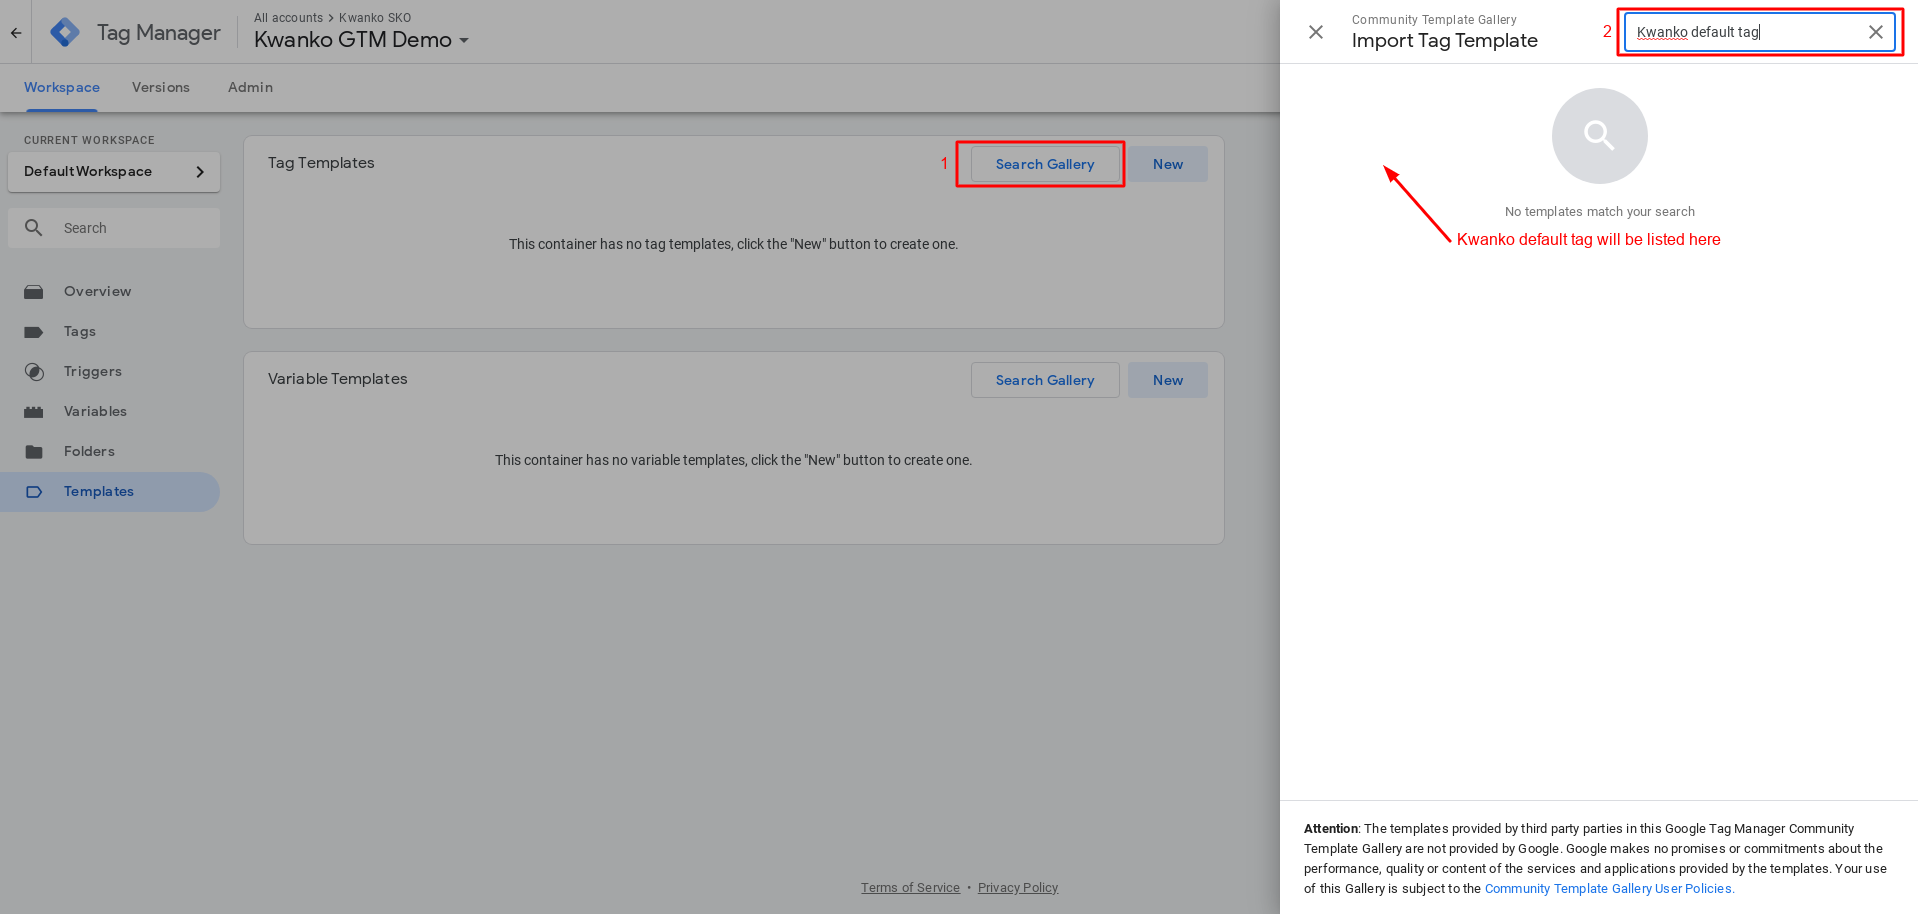 Tag Manager
All accounts > Kwanko SKO
Kwanko GTM Demo
Workspace
Versions
Admin
CURRENT WORKSPACE
Default Workspace
Search
Overview
Tags
Triggers
Variables
Folders
Templates
Tag Templates
1
Search Gallery
New
This container has no tag templates, click the "New" button to create one.
Variable Templates
Search Gallery
New
This container has no variable templates, click the "New" button to create one.
Terms of Service • Privacy Policy
Community Template Gallery
Import Tag Template
2
Kwanko default tag
No templates match your search
Kwanko default tag will be listed here
Attention: The templates provided by third party parties in this Google Tag Manager Community
Template Gallery are not provided by Google. Google makes no promises or commitments about the
performance, quality or content of the services and applications provided by the templates. Your use
of this Gallery is subject to the Community Template Gallery User Policies.